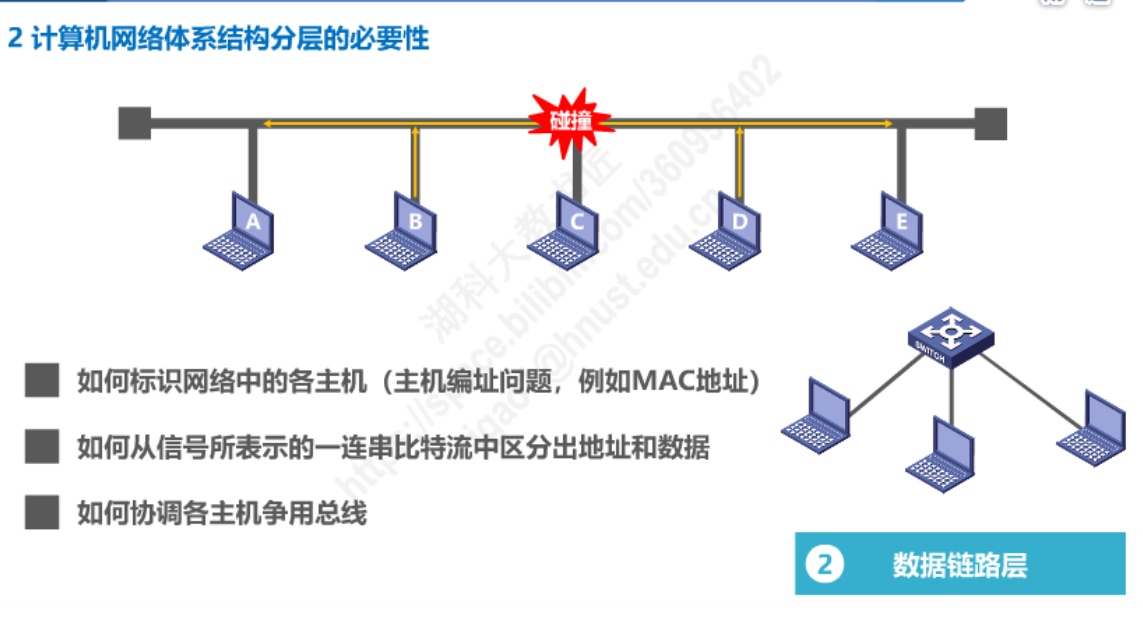 2 计算机网络体系结构分层的必要性
碰撞
A
B
C
D
E
湖科大教书匠
https://space.bilibili.com/360996402
SWITCH
如何标识网络中的各主机（主机编址问题，例如MAC地址）
如何从信号所表示的一连串比特流中区分出地址和数据
如何协调各主机争用总线
2 数据链路层